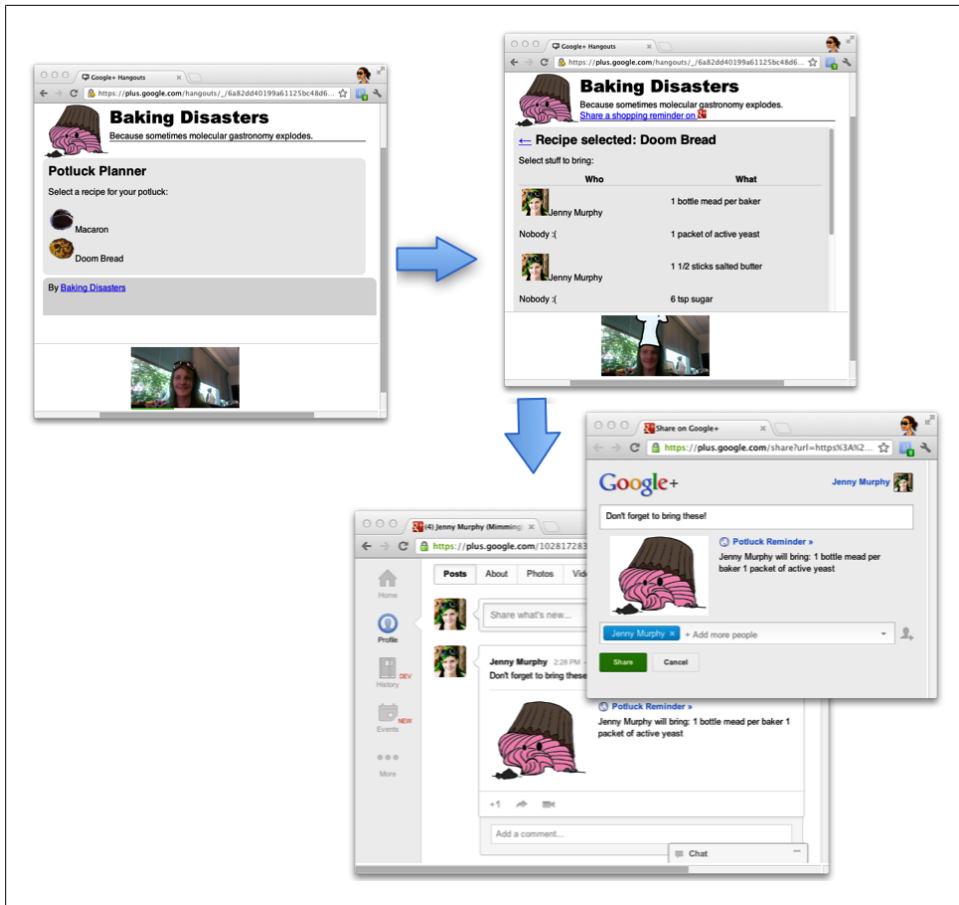 Google+ Hangouts
https://plus.google.com/hangouts/_/6a82dd40199a61125bc48d6...
Baking Disasters
Because sometimes molecular gastronomy explodes.
Potluck Planner
Select a recipe for your potluck:
Macaron
Doom Bread
By Baking Disasters
Google+ Hangouts
https://plus.google.com/hangouts/_/6a82dd40199a61125bc48d6...
Baking Disasters
Because sometimes molecular gastronomy explodes.
Share a shopping reminder on
← Recipe selected: Doom Bread
Select stuff to bring:
Who What
Jenny Murphy 1 bottle mead per baker
Nobody :( 1 packet of active yeast
Jenny Murphy 1 1/2 sticks salted butter
Nobody :( 6 tsp sugar
Share on Google+
https://plus.google.com/share?url=https%3A%2...
Google+ Jenny Murphy
Don't forget to bring these!
Potluck Reminder »
Jenny Murphy will bring: 1 bottle mead per
baker 1 packet of active yeast
Jenny Murphy × + Add more people
Share Cancel
(4) Jenny Murphy (Mimming
https://plus.google.com/102817283
Home
Profile
History DEV
Events NEW
More
Posts About Photos Vid
Share what's new...
Jenny Murphy 2:28 PM
Don't forget to bring these
Potluck Reminder »
Jenny Murphy will bring: 1 bottle mead per baker 1
packet of active yeast
+1
Add a comment...
Chat